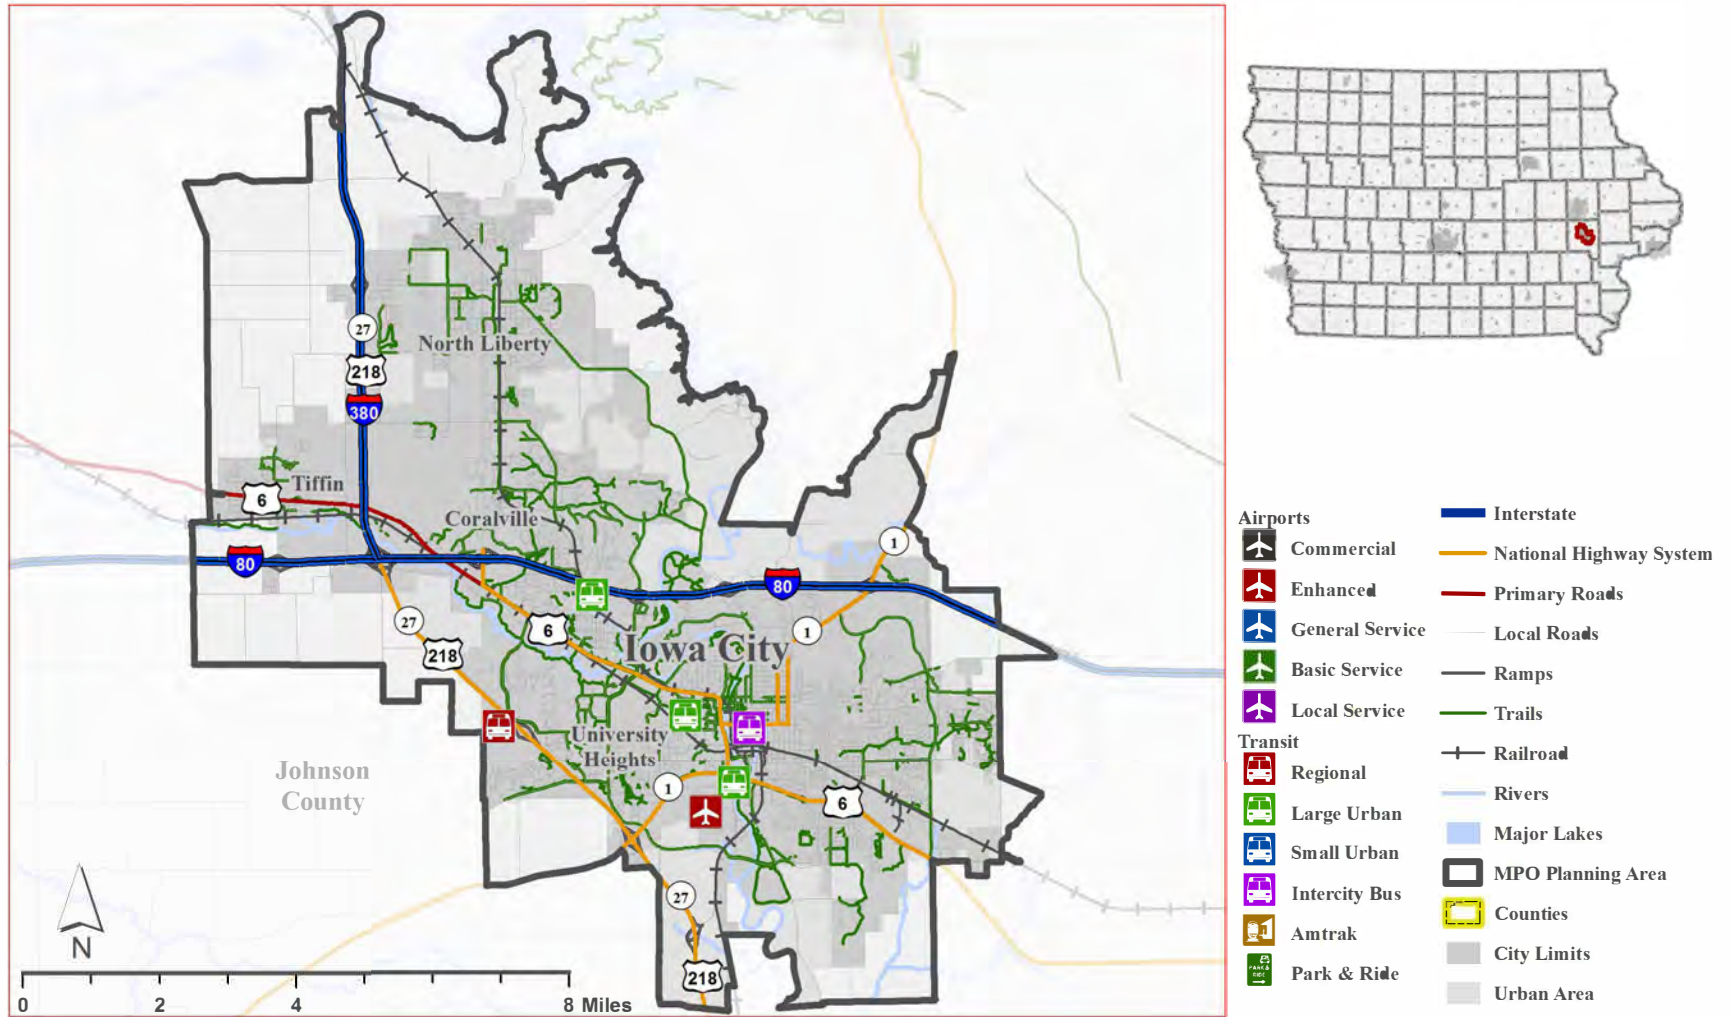 27
218
380
North Liberty
Tiffin
6
Coralville
80
1
80
27
218
6
1
Iowa City
University
Heights
1
6
Johnson
County
27
218
N
0 2 4 8 Miles
Airports
Commercial
Enhanced
General Service
Basic Service
Local Service
Transit
Regional
Large Urban
Small Urban
Intercity Bus
Amtrak
PARK &
RIDE
Park & Ride
Interstate
National Highway System
Primary Roads
Local Roads
Ramps
Trails
Railroad
Rivers
Major Lakes
MPO Planning Area
Counties
City Limits
Urban Area